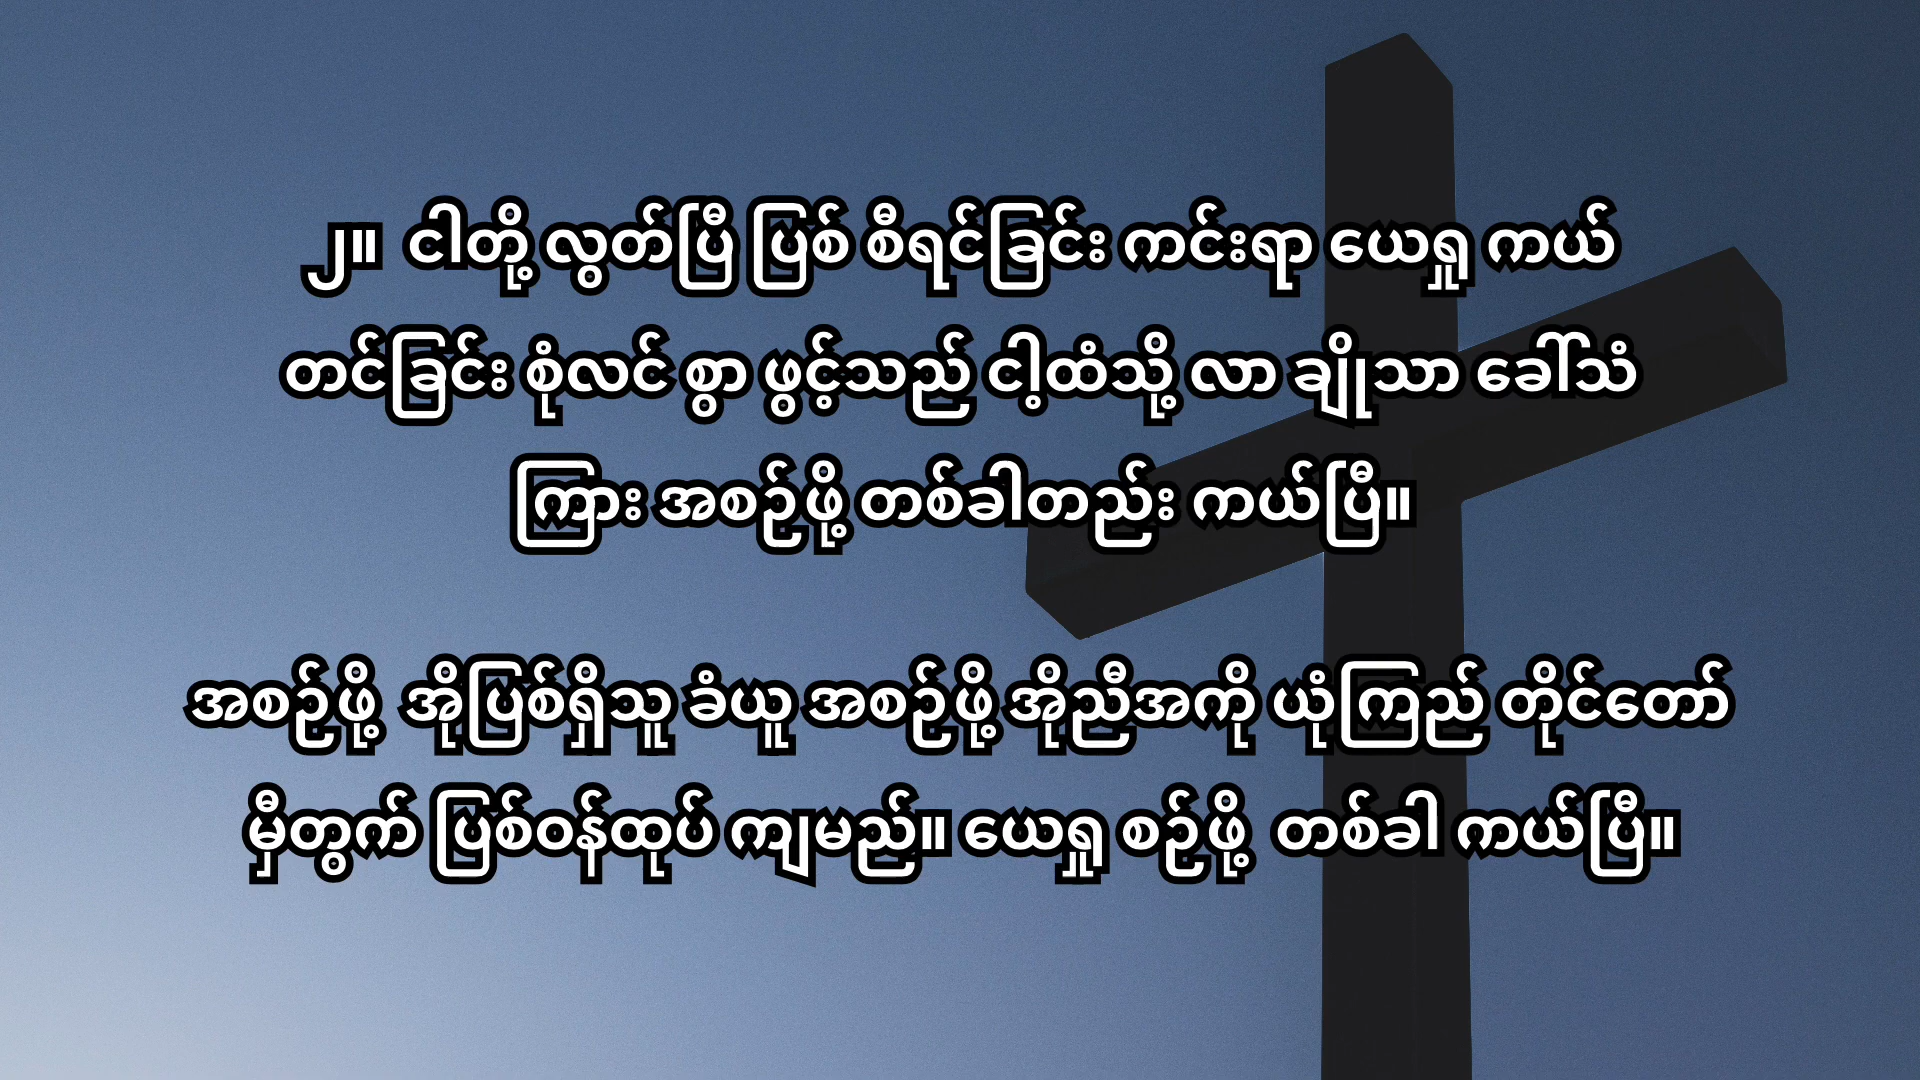 ၂။ ငါတို့ လွတ်ပြီ ပြစ် စီရင်ခြင်း ကင်းရာ ယေရှု ကယ်
တင်ခြင်း စုံလင် စွာ ဖွင့်သည် ငါ့ထံသို့ လာ ချိုသာ ခေါ်သံ
ကြား အစဉ်ဖို့ တစ်ခါတည်း ကယ်ပြီ။
အစဉ်ဖို့ အိုပြစ်ရှိသူ ခံယူ အစဉ်ဖို့ အိုညီအကို ယုံကြည် တိုင်တော်
မှီတွက် ပြစ်ဝန်ထုပ် ကျမည်။ ယေရှု စဉ်ဖို့ တစ်ခါ ကယ်ပြီ။